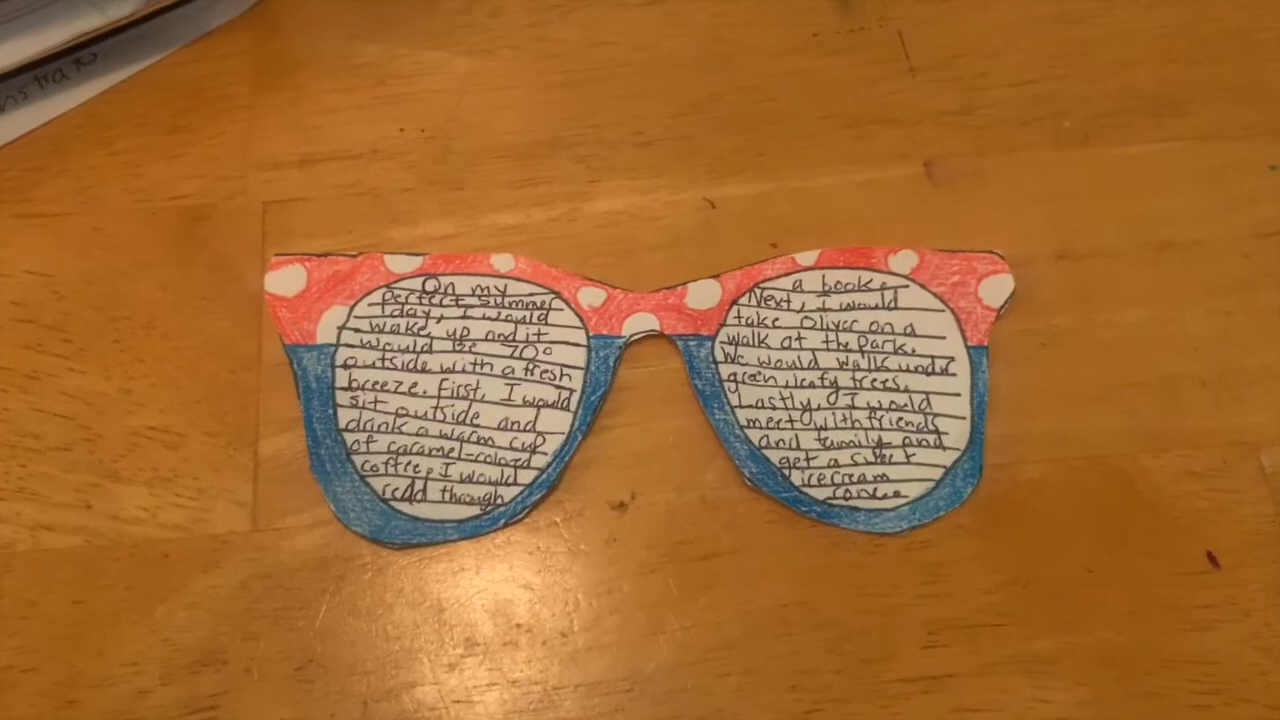 On my
perfect summer
day, I would
wake up and it
would be 70°
outside with a fresh
breeze. First, I would
sit outside and
drink a warm cup
of caramel-colored
coffee. I would
read through
a book.
Next, I would
take Oliver on a
walk at the park.
We would walk under
green, leafy trees.
Lastly, I would
meet with friends
and family and
get a sweet
icecream
cone.